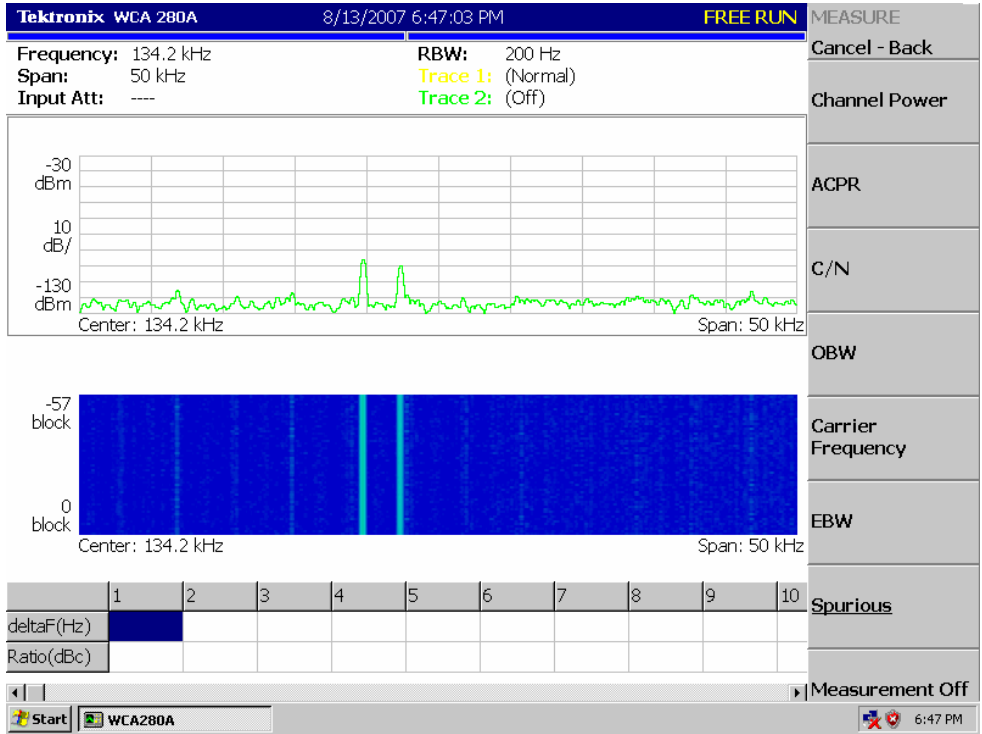 Tektronix WCA 280A 8/13/2007 6:47:03 PM FREE RUN
Frequency: 134.2 kHz RBW: 200 Hz
Span: 50 kHz Trace 1: (Normal)
Input Att: ---- Trace 2: (Off)
-30
dBm
10
dB/
-130
dBm
Center: 134.2 kHz Span: 50 kHz
-57
block
0
block
Center: 134.2 kHz Span: 50 kHz
1 2 3 4 5 6 7 8 9 10
deltaF(Hz)
Ratio(dBc)
MEASURE
Cancel - Back
Channel Power
ACPR
C/N
OBW
Carrier
Frequency
EBW
Spurious
Measurement Off
Start WCA280A 6:47 PM